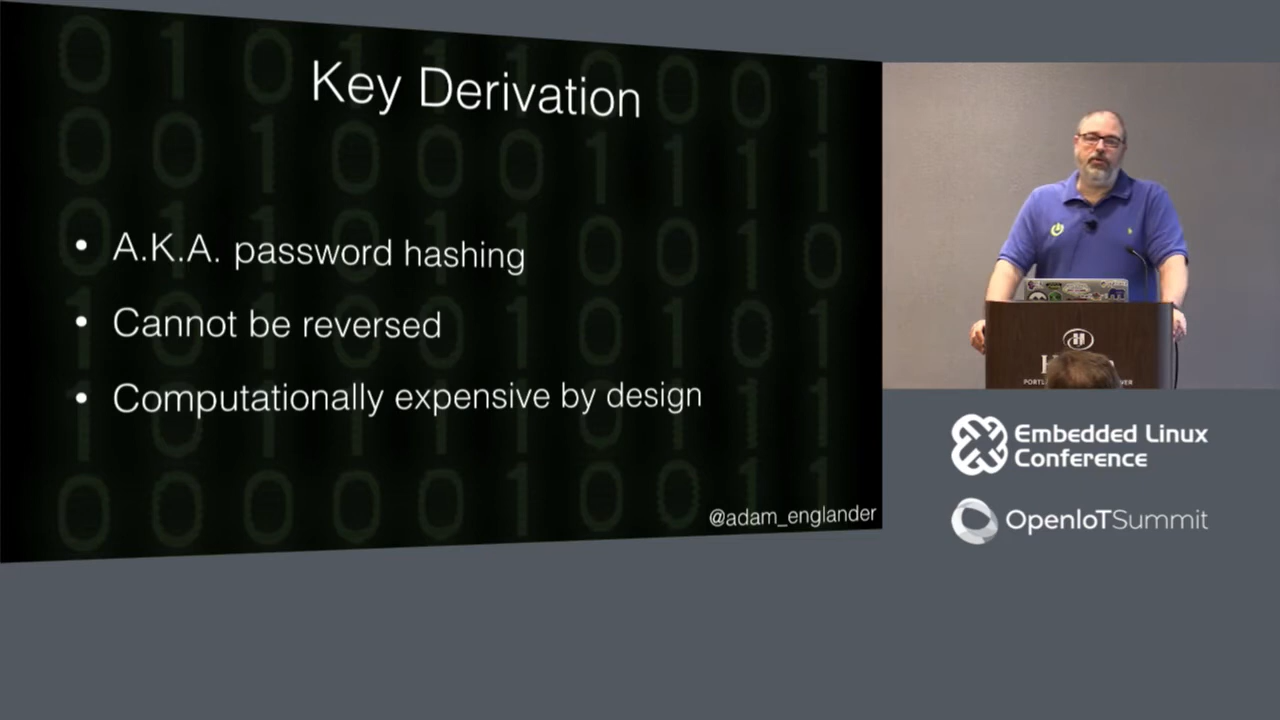 Key Derivation
• A.K.A. password hashing
• Cannot be reversed
• Computationally expensive by design
@adam_englander
Embedded Linux
Conference
OpenIoTSummit